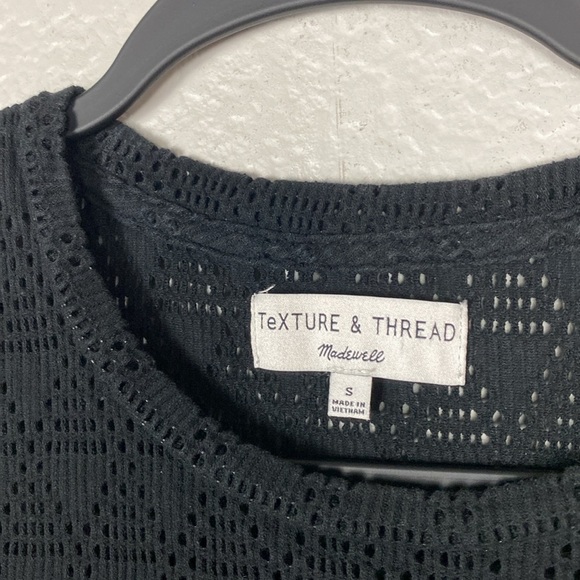 TeXTURE & THREAD
Madewell
S
MADE IN
VIETNAM